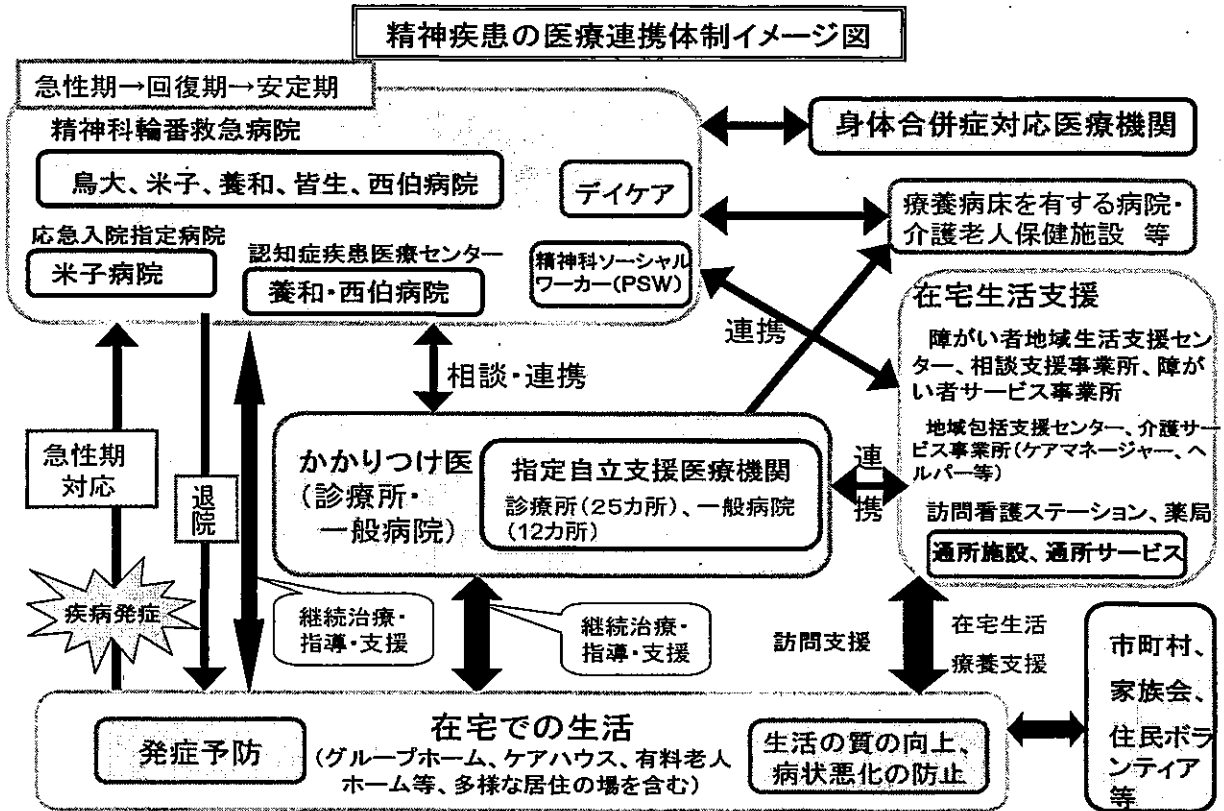 精神疾患の医療連携体制イメージ図
急性期→回復期→安定期
精神科輪番救急病院
鳥大、米子、養和、皆生、西伯病院
デイケア
応急入院指定病院
米子病院
認知症疾患医療センター
養和・西伯病院
精神科ソーシャル
ワーカー(PSW)
身体合併症対応医療機関
療養病床を有する病院・
介護老人保健施設 等
連携
在宅生活支援
障がい者地域生活支援セン
ター、相談支援事業所、障が
い者サービス事業所
地域包括支援センター、介護サー
ビス事業所(ケアマネージャー、ヘ
ルパー等)
訪問看護ステーション、薬局
通所施設、通所サービス
相談・連携
急性期
対応
退院
かかりつけ医
(診療所・
一般病院)
指定自立支援医療機関
診療所(25カ所)、一般病院
(12カ所)
連
携
疾病発症
継続治療・
指導・支援
継続治療・
指導・支援
訪問支援
在宅生活
療養支援
市町村、
家族会、
住民ボラ
ンティア
等
発症予防
在宅での生活
(グループホーム、ケアハウス、有料老人
ホーム等、多様な居住の場を含む)
生活の質の向上、
病状悪化の防止